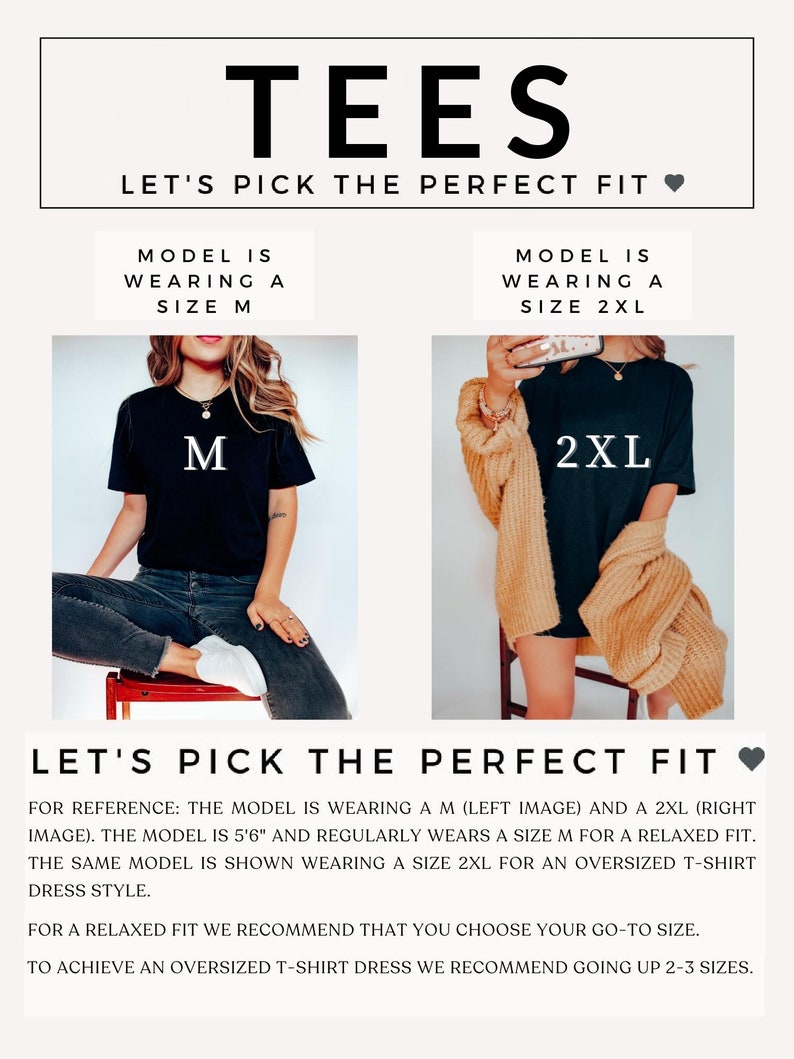 TEES
LET'S PICK THE PERFECT FIT
MODEL IS
WEARING A
SIZE M
MODEL IS
WEARING A
SIZE 2XL
M
2XL
LET'S PICK THE PERFECT FIT
FOR REFERENCE: THE MODEL IS WEARING A M (LEFT IMAGE) AND A 2XL (RIGHT
IMAGE). THE MODEL IS 5'6" AND REGULARLY WEARS A SIZE M FOR A RELAXED FIT.
THE SAME MODEL IS SHOWN WEARING A SIZE 2XL FOR AN OVERSIZED T-SHIRT
DRESS STYLE.
FOR A RELAXED FIT WE RECOMMEND THAT YOU CHOOSE YOUR GO-TO SIZE.
TO ACHIEVE AN OVERSIZED T-SHIRT DRESS WE RECOMMEND GOING UP 2-3 SIZES.